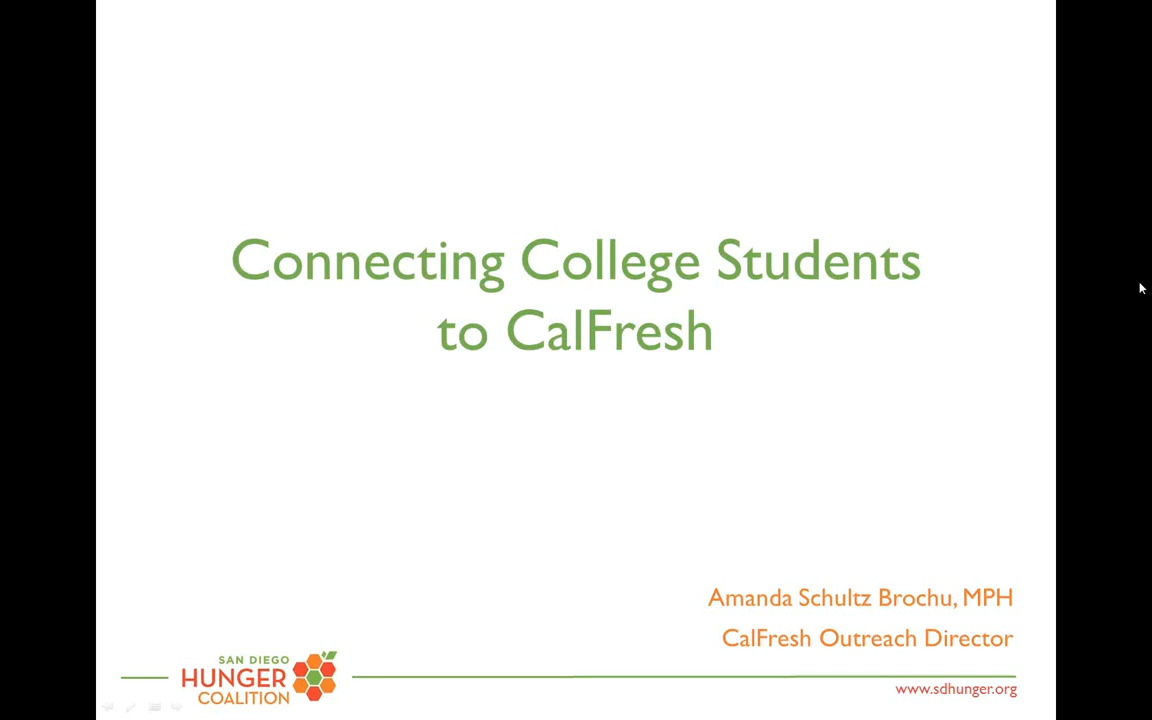 Connecting College Students
to CalFresh
Amanda Schultz Brochu, MPH
CalFresh Outreach Director
SAN DIEGO
HUNGER
COALITION
www.sdhunger.org